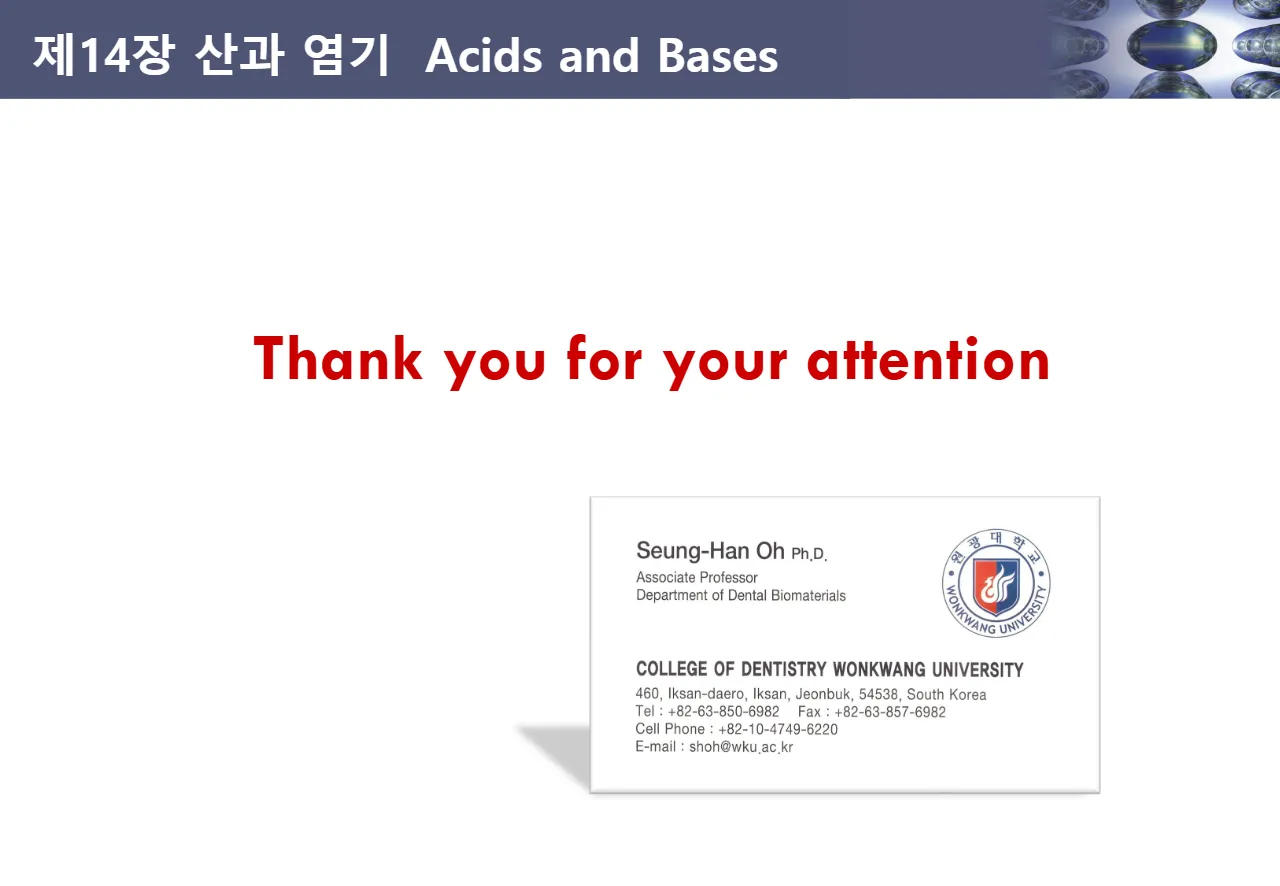 제14장 산과 염기 Acids and Bases
Thank you for your attention
Seung-Han Oh Ph.D.
Associate Professor
Department of Dental Biomaterials
원광대학교
WONKWANG UNIVERSITY
COLLEGE OF DENTISTRY WONKWANG UNIVERSITY
460, Iksan-daero, Iksan, Jeonbuk, 54538, South Korea
Tel : +82-63-850-6982 Fax : +82-63-857-6982
Cell Phone : +82-10-4749-6220
E-mail : shoh@wku.ac.kr